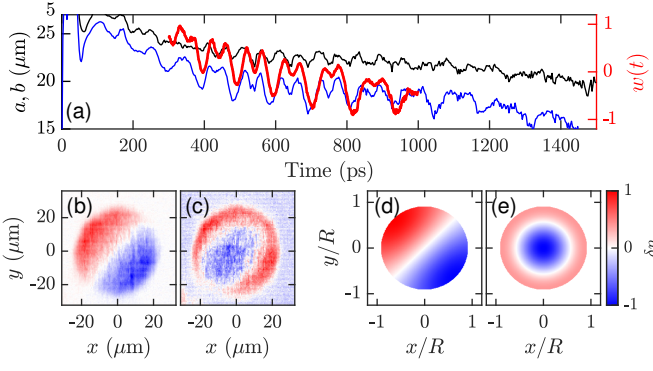 25 1
a, b (μm) 20 0 w(t)
15 (a) -1
0 200 400 600 800 1000 1200 1400
Time (ps)
(b) (c) (d) (e)
y (μm) 20 0 -20
y/R 1 0 -1
1 0 -1 δn
-20 0 20 -20 0 20 -1 0 1 -1 0 1
x (μm) x (μm) x/R x/R